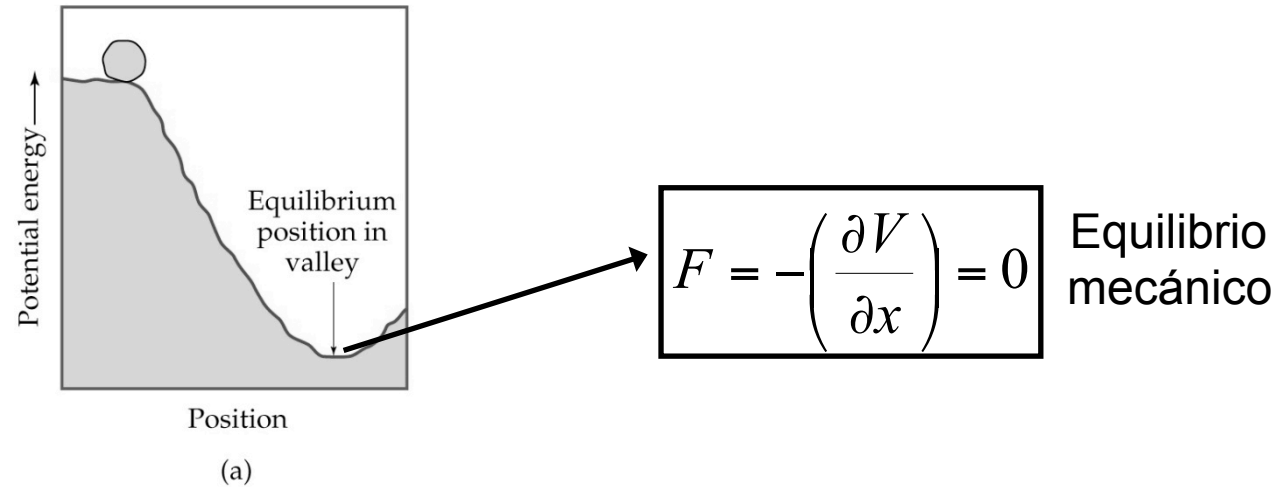 Potential energy
Equilibrium
position in
valley
Position
(a)
F = −(∂V/∂x) = 0
Equilibrio
mecánico